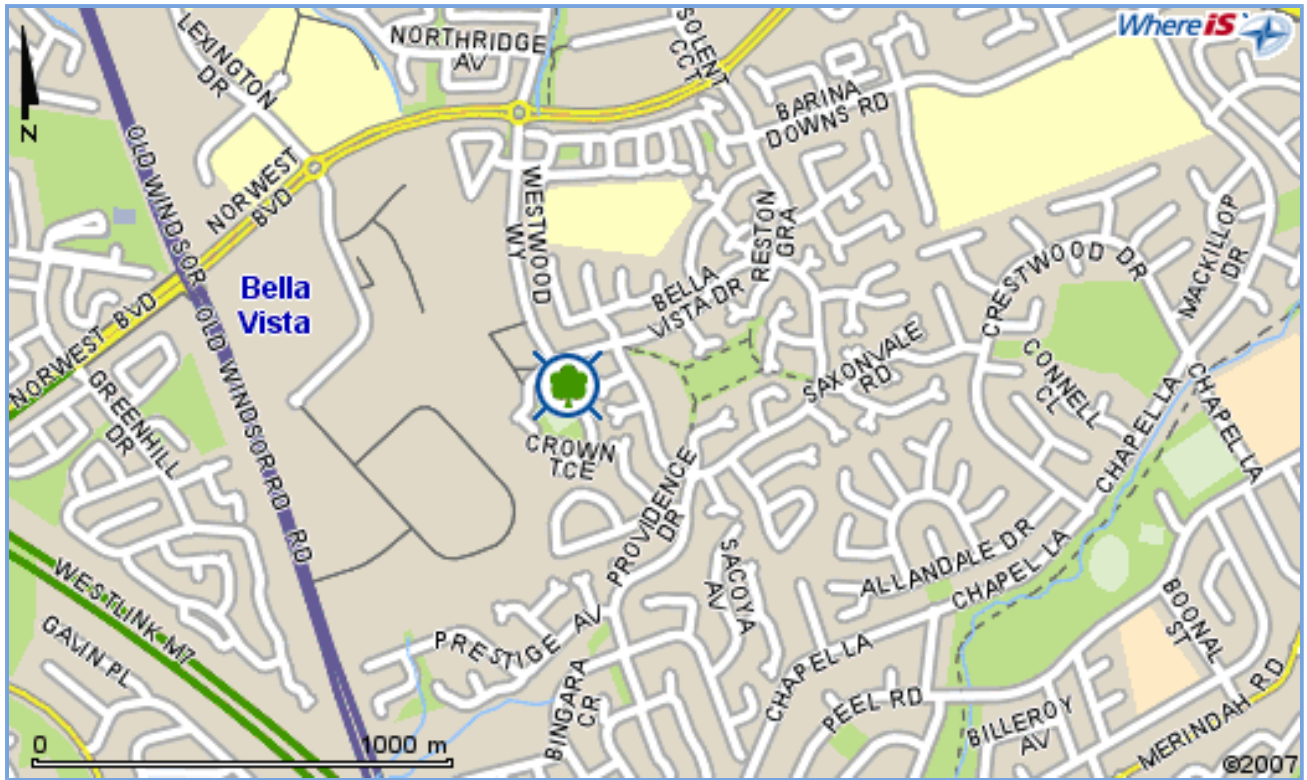 WhereiS
LEXINGTON
DR
NORTHRIDGE
AV
SOLENT
CCT
BARINA
DOWNS RD
N
OLD WINDSOR
NORWEST
BVD
WESTWOOD
WY
RESTON
GRA
MACKILLOP
DR
CRESTWOOD DR
Bella
Vista
BELLA
VISTA DR
NORWEST BVD
OLD WINDSOR RD
RD
SAXONVALE
RD
CONNELL
CL
CHAPEL LA
CHAPEL LA
GREENHILL
DR
CROWN
TCE
PROVIDENCE
DR
SACOYA
AV
ALLANDALE DR
CHAPEL LA
WESTLINK M7
GAVIN PL
PRESTIGE AV
BINGARA
CR
CHAPEL LA
PEEL RD
BOONAL
ST
BILLEROY
AV
MERINDAH RD
0 1000 m
©2007